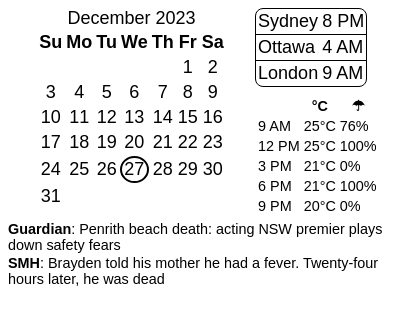 December 2023
Su Mo Tu We Th Fr Sa
1 2
3 4 5 6 7 8 9
10 11 12 13 14 15 16
17 18 19 20 21 22 23
24 25 26 27 28 29 30
31
Sydney 8 PM
Ottawa 4 AM
London 9 AM
°C ☂
9 AM 25°C 76%
12 PM 25°C 100%
3 PM 21°C 0%
6 PM 21°C 100%
9 PM 20°C 0%
Guardian: Penrith beach death: acting NSW premier plays
down safety fears
SMH: Brayden told his mother he had a fever. Twenty-four
hours later, he was dead